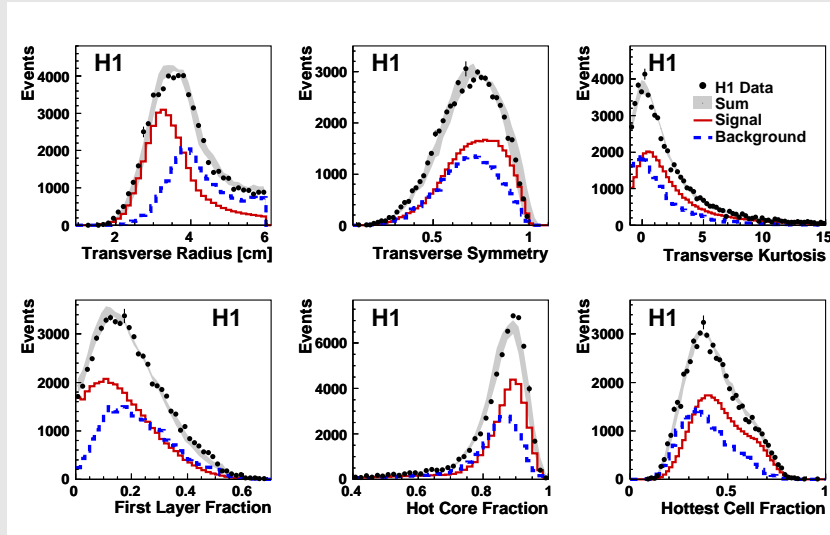 H1
Events
4000
3000
2000
1000
0
2
4
6
Transverse Radius [cm]
H1
Events
3000
2000
1000
0
0.5
1
Transverse Symmetry
H1
Events
4000
3000
2000
1000
0
0
5
10
15
Transverse Kurtosis
H1 Data
Sum
Signal
Background
H1
Events
3000
2000
1000
0
0
0.2
0.4
0.6
First Layer Fraction
H1
Events
6000
4000
2000
0
0.4
0.6
0.8
1
Hot Core Fraction
H1
Events
3000
2000
1000
0
0
0.5
1
Hottest Cell Fraction